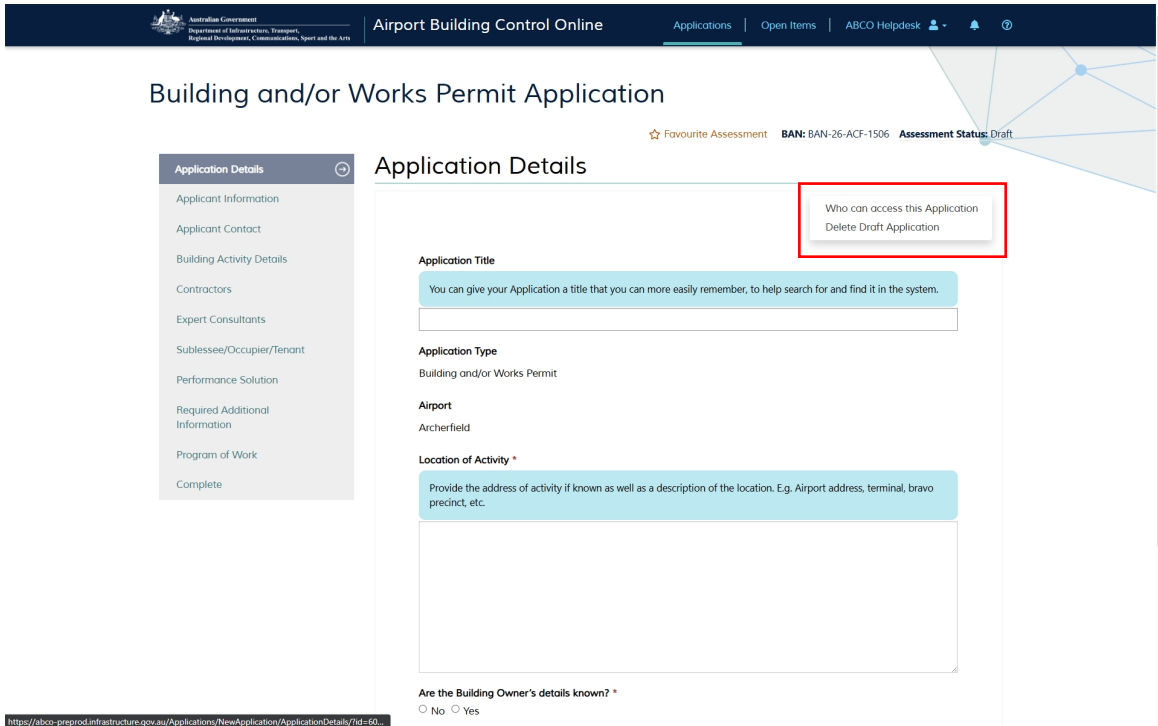 Australian Government
Department of Infrastructure, Transport,
Regional Development, Communications, Sport and the Arts
Airport Building Control Online
Applications
Open Items
ABCO Helpdesk
Building and/or Works Permit Application
Favourite Assessment BAN: BAN-26-ACF-1506 Assessment Status: Draft
Application Details
Applicant Information
Applicant Contact
Building Activity Details
Contractors
Expert Consultants
Sublessee/Occupier/Tenant
Performance Solution
Required Additional
Information
Program of Work
Complete
Application Details
Who can access this Application
Delete Draft Application
Application Title
You can give your Application a title that you can more easily remember, to help search for and find it in the system.
Application Type
Building and/or Works Permit
Airport
Archerfield
Location of Activity *
Provide the address of activity if known as well as a description of the location. E.g. Airport address, terminal, bravo
precinct, etc.
Are the Building Owner's details known? *
No Yes
https://abco-preprod.infrastructure.gov.au/Applications/NewApplication/ApplicationDetails/?id=60...